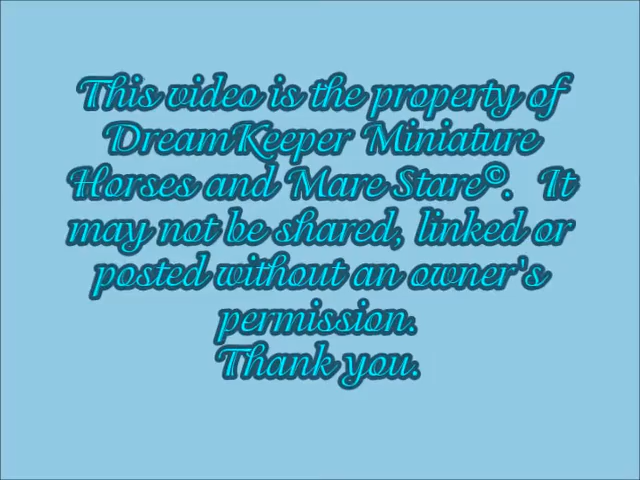 This video is the property of
DreamKeeper Miniature
Horses and Mare Stare©. It
may not be shared, linked or
posted without an owner's
permission.
Thank you.